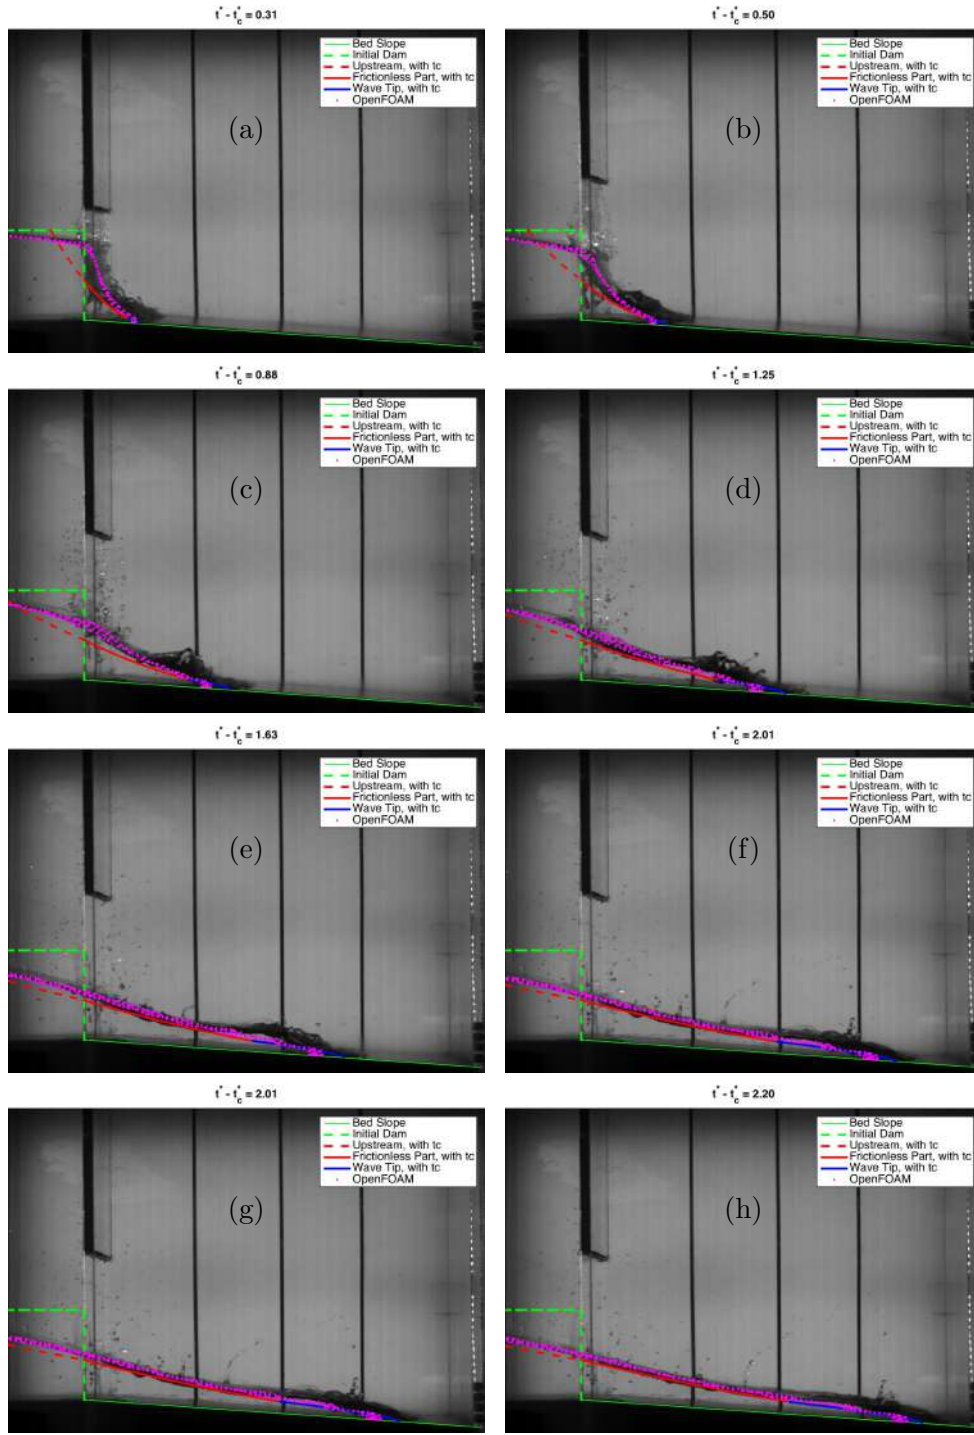 t* - t*c = 0.31
Bed Slope
Initial Dam
Upstream, with tc
Frictionless Part, with tc
Wave Tip, with tc
OpenFOAM
(a)
t* - t*c = 0.50
Bed Slope
Initial Dam
Upstream, with tc
Frictionless Part, with tc
Wave Tip, with tc
OpenFOAM
(b)
t* - t*c = 0.88
Bed Slope
Initial Dam
Upstream, with tc
Frictionless Part, with tc
Wave Tip, with tc
OpenFOAM
(c)
t* - t*c = 1.25
Bed Slope
Initial Dam
Upstream, with tc
Frictionless Part, with tc
Wave Tip, with tc
OpenFOAM
(d)
t* - t*c = 1.63
Bed Slope
Initial Dam
Upstream, with tc
Frictionless Part, with tc
Wave Tip, with tc
OpenFOAM
(e)
t* - t*c = 2.01
Bed Slope
Initial Dam
Upstream, with tc
Frictionless Part, with tc
Wave Tip, with tc
OpenFOAM
(f)
t* - t*c = 2.01
Bed Slope
Initial Dam
Upstream, with tc
Frictionless Part, with tc
Wave Tip, with tc
OpenFOAM
(g)
t* - t*c = 2.20
Bed Slope
Initial Dam
Upstream, with tc
Frictionless Part, with tc
Wave Tip, with tc
OpenFOAM
(h)